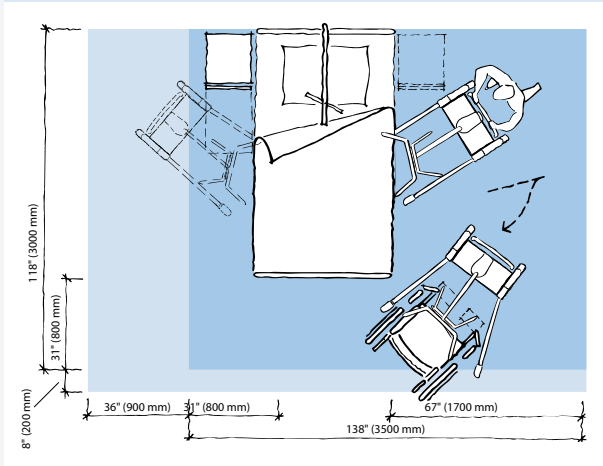 118" (3000 mm)
31" (800 mm)
8" (200 mm)
36" (900 mm)
31" (800 mm)
67" (1700 mm)
138" (3500 mm)